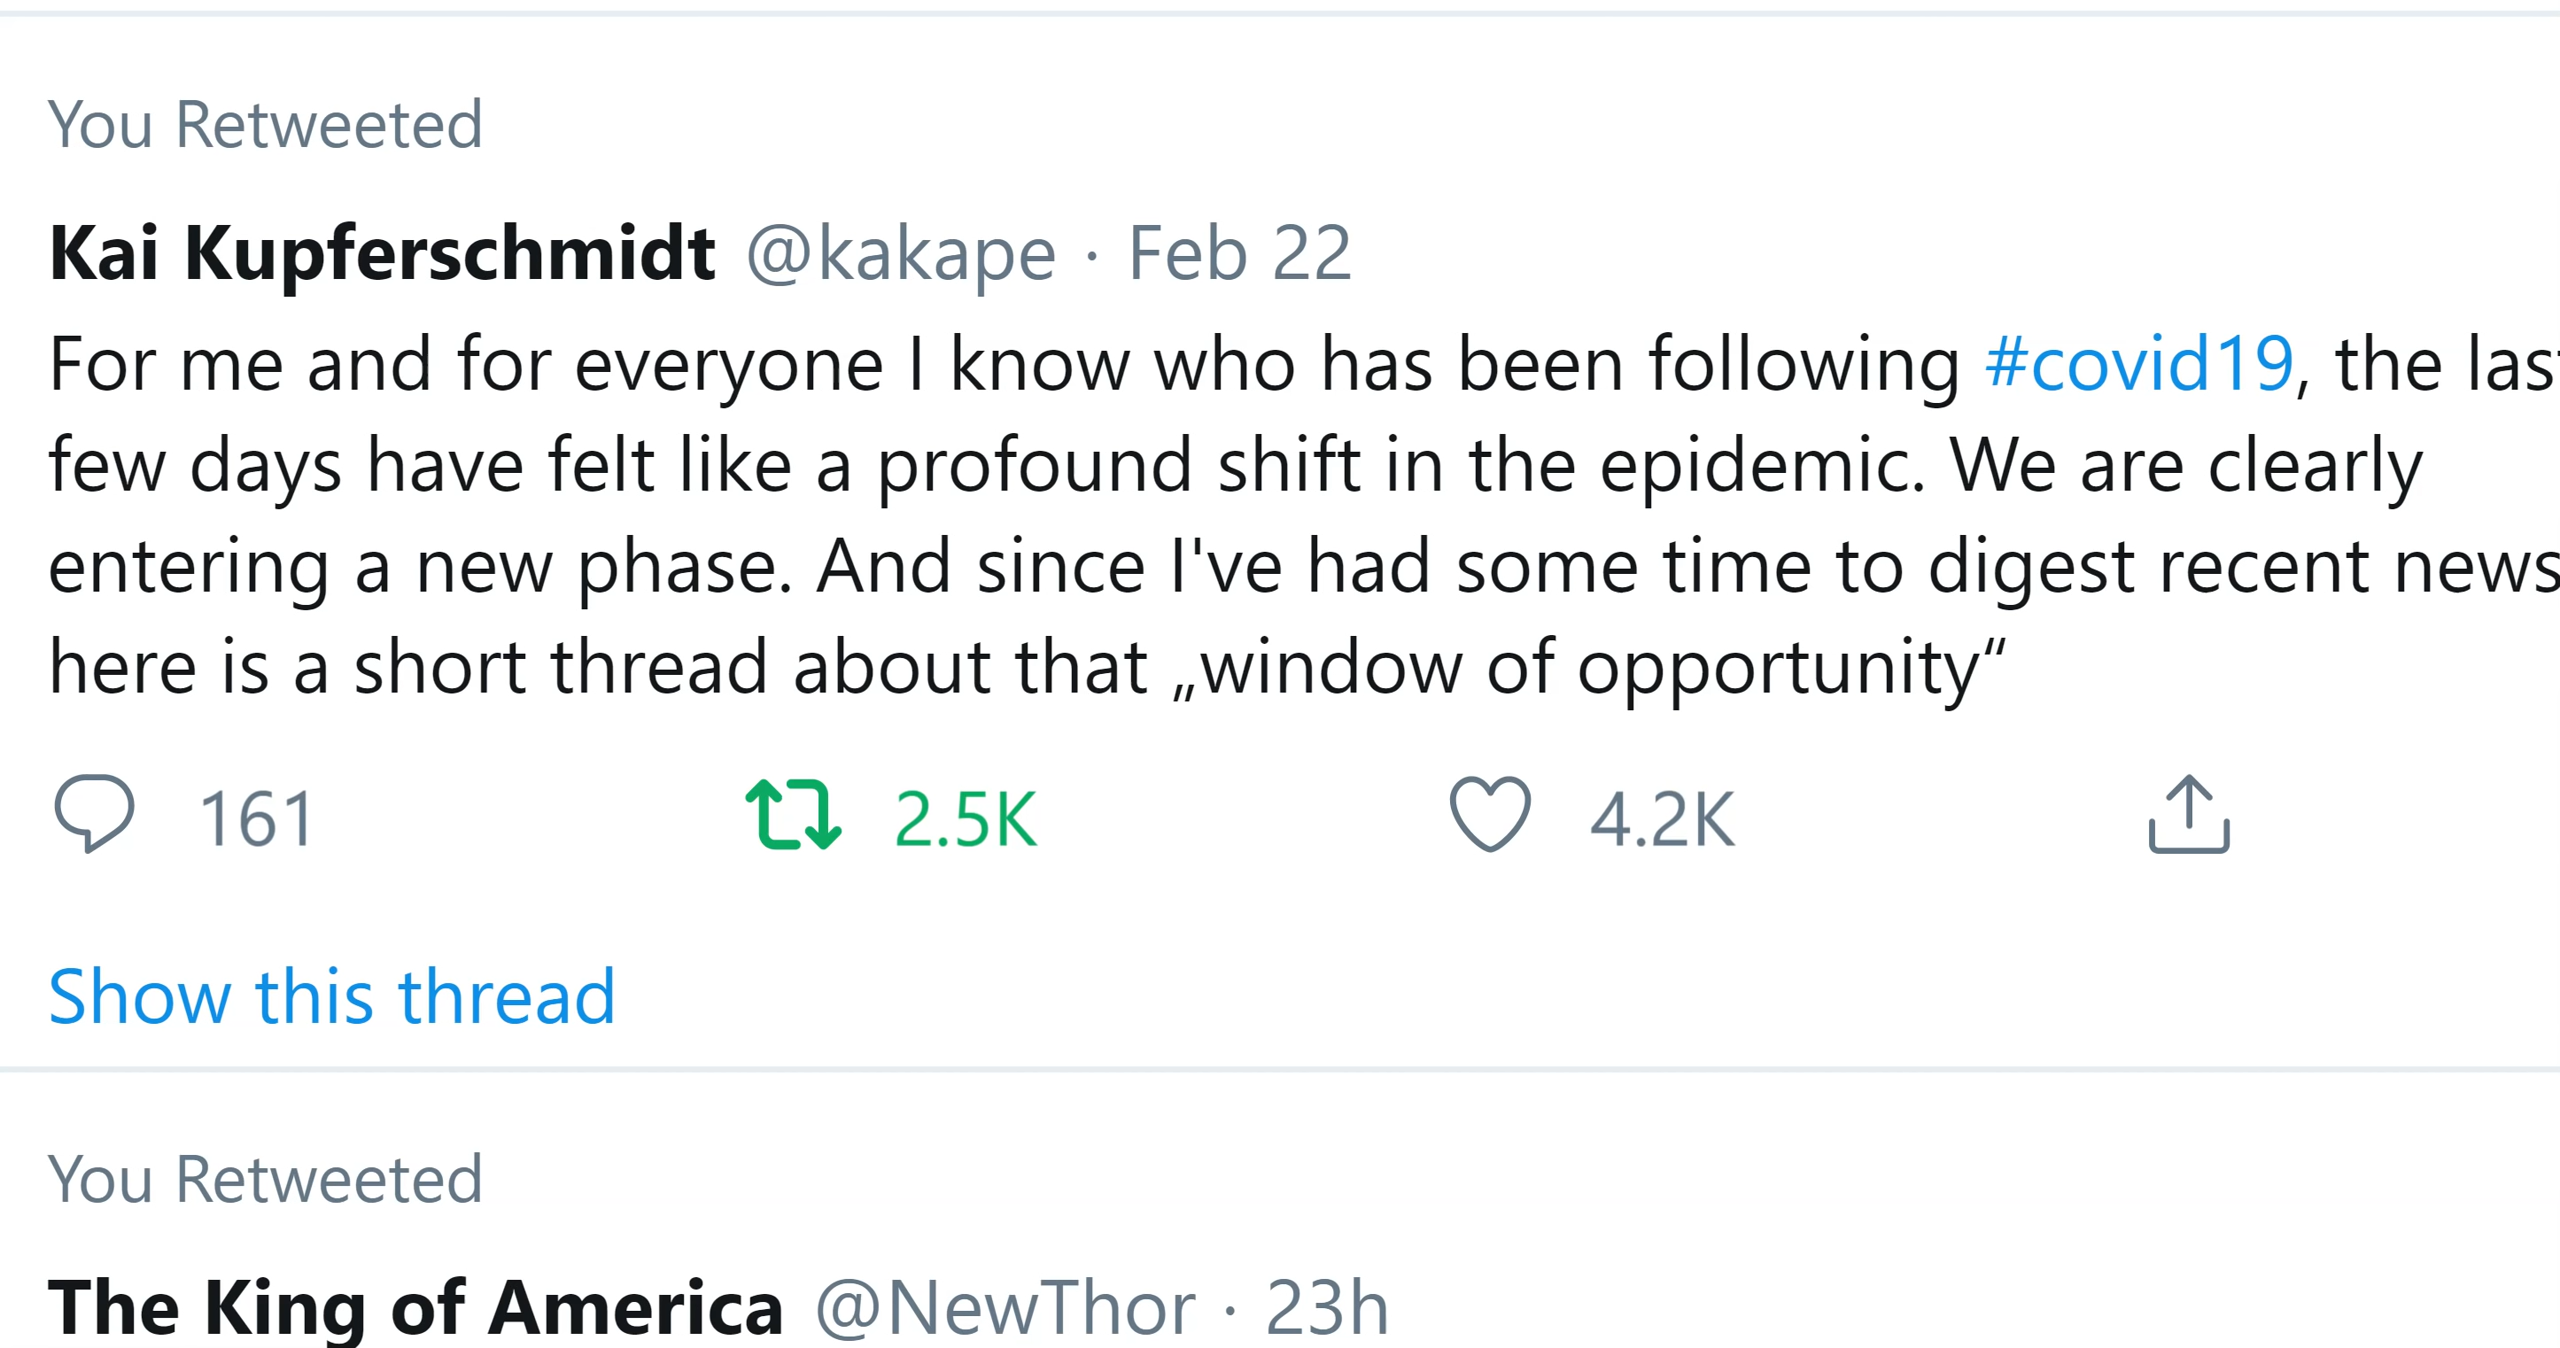 You Retweeted
Kai Kupferschmidt @kakape · Feb 22
For me and for everyone I know who has been following #covid19, the last
few days have felt like a profound shift in the epidemic. We are clearly
entering a new phase. And since I've had some time to digest recent news
here is a short thread about that „window of opportunity“
161 2.5K 4.2K
Show this thread
You Retweeted
The King of America @NewThor · 23h